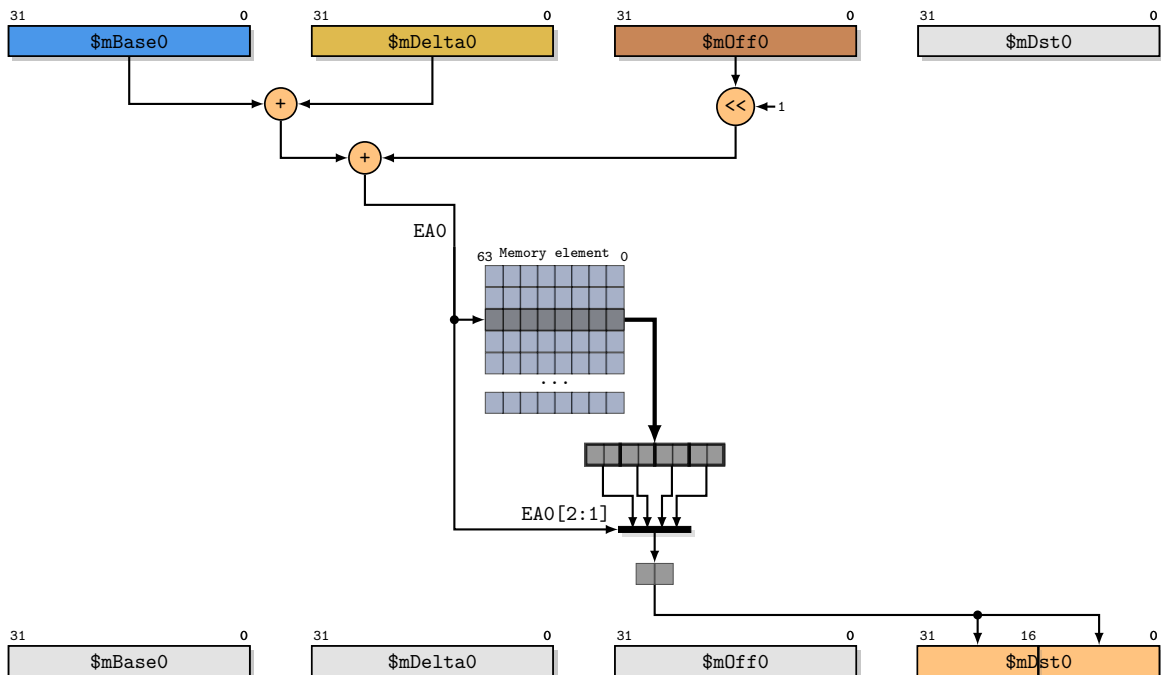 31 0 31 0 31 0 31 0
$mBase0 $mDelta0 $mOff0 $mDst0
+ << 1
+
EA0
63 Memory element 0
...
EA0[2:1]
31 0 31 0 31 0 31 16 0
$mBase0 $mDelta0 $mOff0 $mDst0